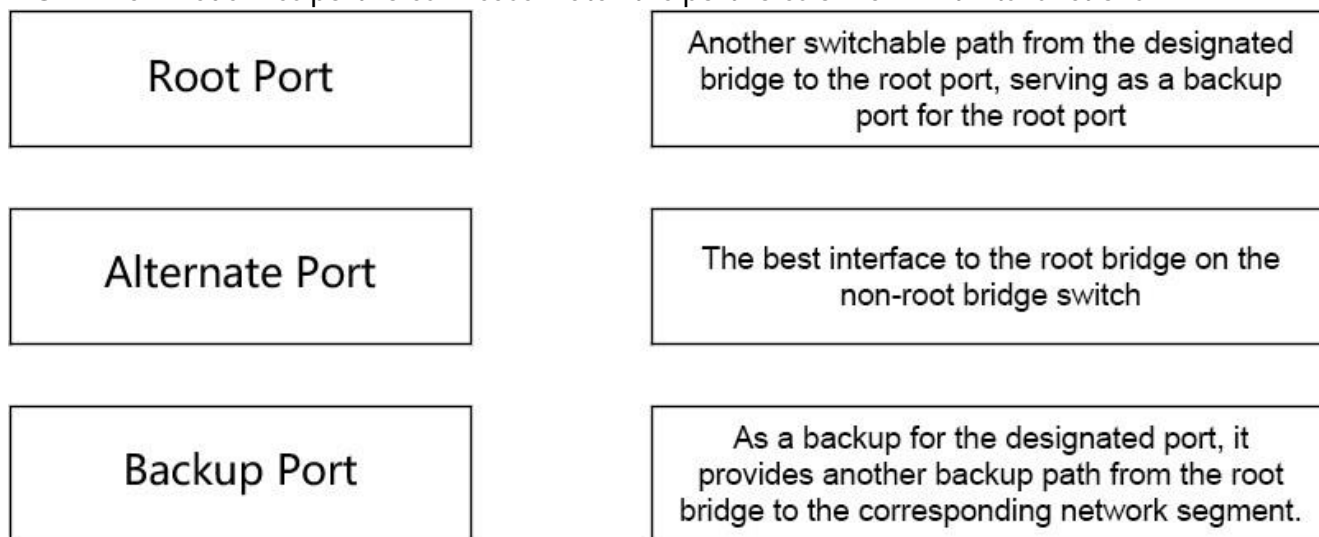 Root Port
Another switchable path from the designated
bridge to the root port, serving as a backup
port for the root port
Alternate Port
The best interface to the root bridge on the
non-root bridge switch
Backup Port
As a backup for the designated port, it
provides another backup path from the root
bridge to the corresponding network segment.